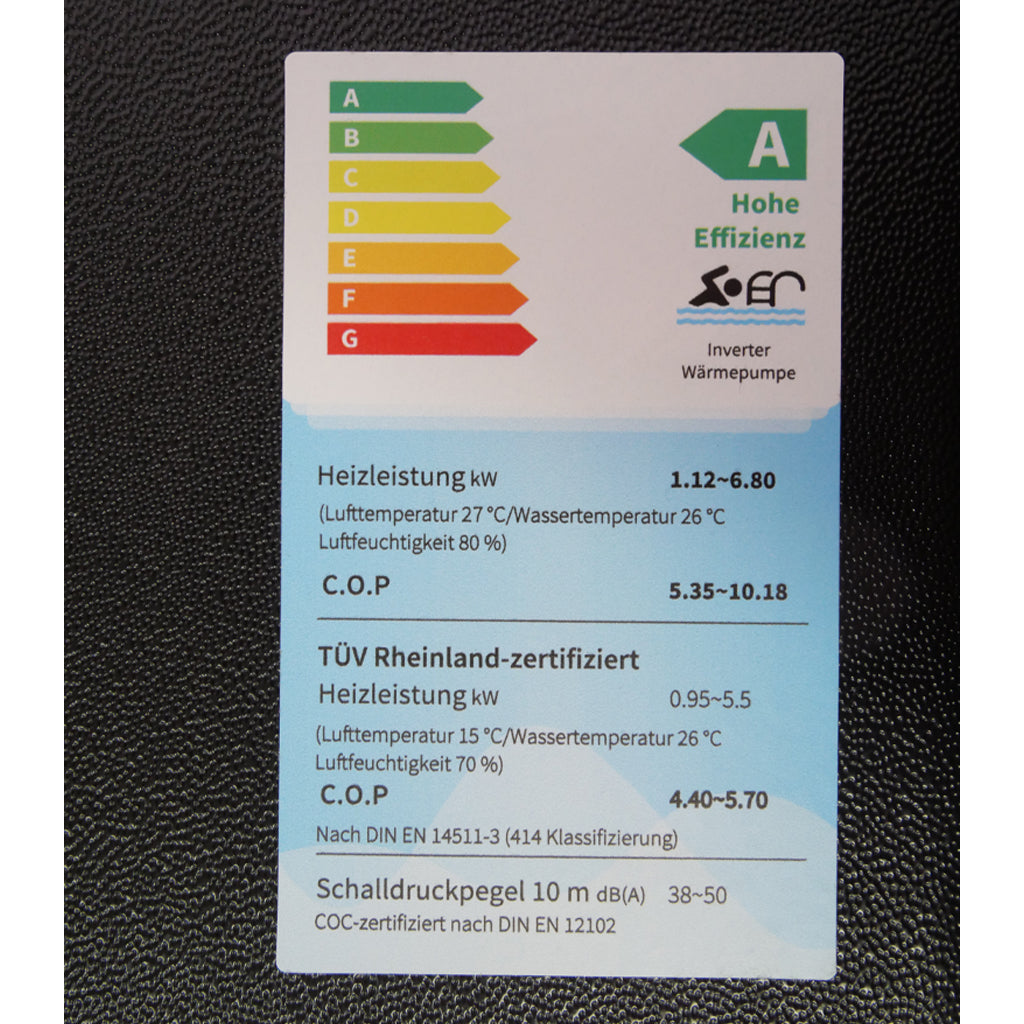 A
B
C
D
E
F
G
A
Hohe
Effizienz
Inverter
Wärmepumpe
Heizleistung kW 1.12~6.80
(Lufttemperatur 27 °C/Wassertemperatur 26 °C
Luftfeuchtigkeit 80 %)
C.O.P 5.35~10.18
TÜV Rheinland-zertifiziert
Heizleistung kW 0.95~5.5
(Lufttemperatur 15 °C/Wassertemperatur 26 °C
Luftfeuchtigkeit 70 %)
C.O.P 4.40~5.70
Nach DIN EN 14511-3 (414 Klassifizierung)
Schalldruckpegel 10 m dB(A) 38~50
COC-zertifiziert nach DIN EN 12102